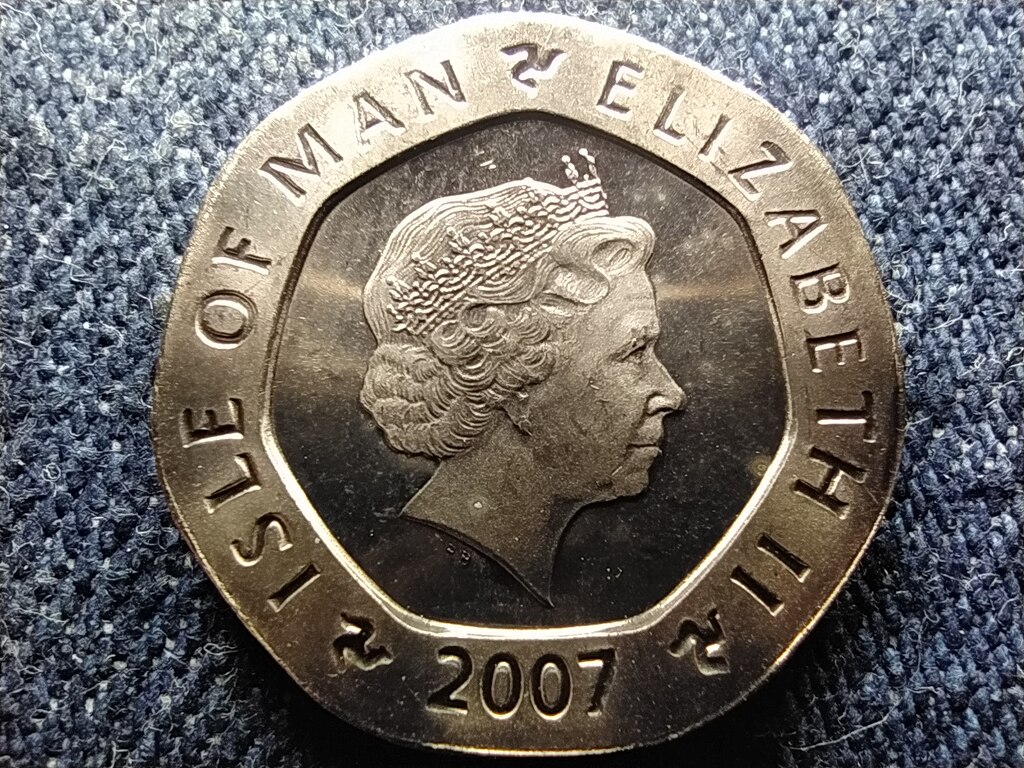 ISLE OF MAN
ELIZABETH II
2007